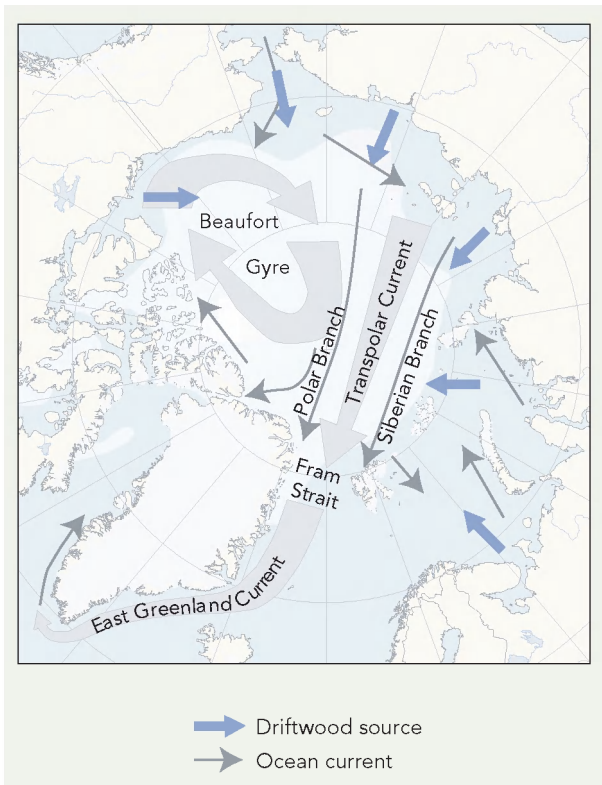 Beaufort
Gyre
Polar Branch
Transpolar Current
Siberian Branch
Fram
Strait
East Greenland Current
Driftwood source
Ocean current